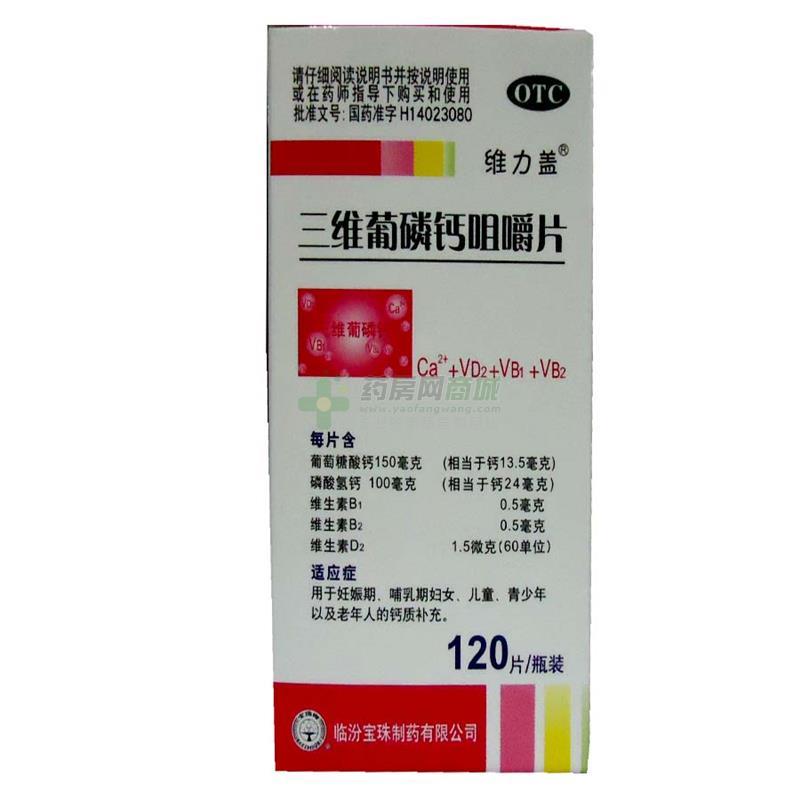 请仔细阅读说明书并按说明使用
或在药师指导下购买和使用
批准文号：国药准字H14023080
OTC
维力盖®
三维葡磷钙咀嚼片
VD2
Ca2+
维葡磷
VB1
Ca²⁺+VD2+VB1+VB2
药房网商城
www.yaofangwang.com
每片含
葡萄糖酸钙150毫克 (相当于钙13.5毫克)
磷酸氢钙 100毫克 (相当于钙24毫克)
维生素B1 0.5毫克
维生素B2 0.5毫克
维生素D2 1.5微克(60单位)
适应症
用于妊娠期、哺乳期妇女、儿童、青少年
以及老年人的钙质补充。
120片/瓶装
临汾宝珠制药有限公司